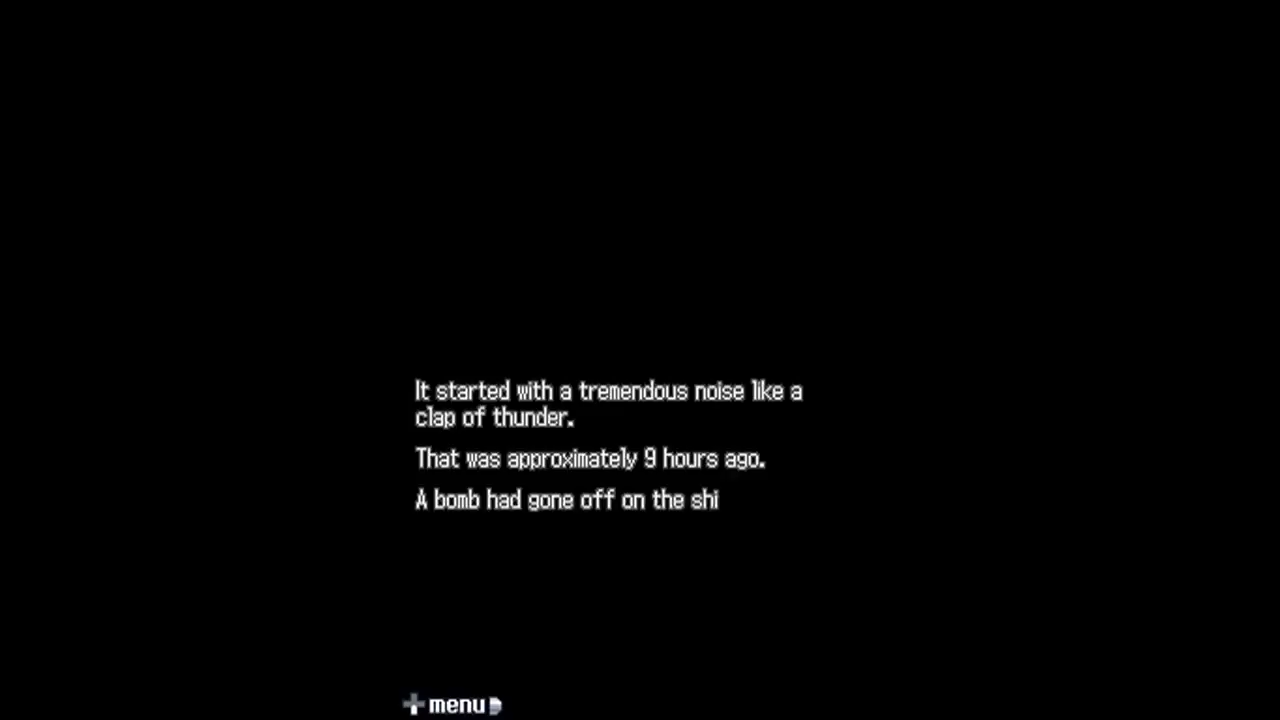 It started with a tremendous noise like a
clap of thunder.
That was approximately 9 hours ago.
A bomb had gone off on the shi
menu